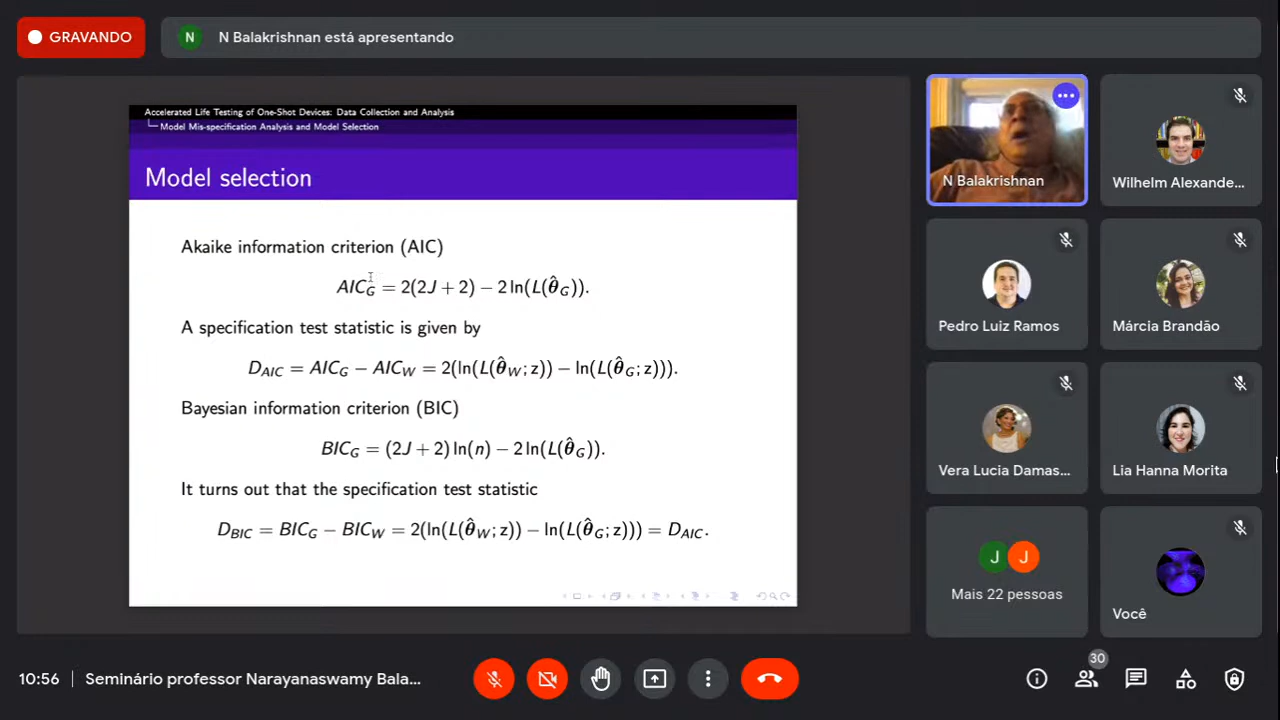 GRAVANDO
N
N Balakrishnan está apresentando
Accelerated Life Testing of One-Shot Devices: Data Collection and Analysis
Model Mis-specification Analysis and Model Selection
Model selection
Akaike information criterion (AIC)
AIC_G = 2(2J + 2) − 2 ln(L(θ̂_G)).
A specification test statistic is given by
D_AIC = AIC_G − AIC_W = 2(ln(L(θ̂_W; z)) − ln(L(θ̂_G; z))).
Bayesian information criterion (BIC)
BIC_G = (2J + 2) ln(n) − 2 ln(L(θ̂_G)).
It turns out that the specification test statistic
D_BIC = BIC_G − BIC_W = 2(ln(L(θ̂_W; z)) − ln(L(θ̂_G; z))) = D_AIC.
N Balakrishnan
Wilhelm Alexande...
Pedro Luiz Ramos
Márcia Brandão
Vera Lucia Damas...
Lia Hanna Morita
J J
Mais 22 pessoas
Você
10:56 | Seminário professor Narayanaswamy Bala...
30